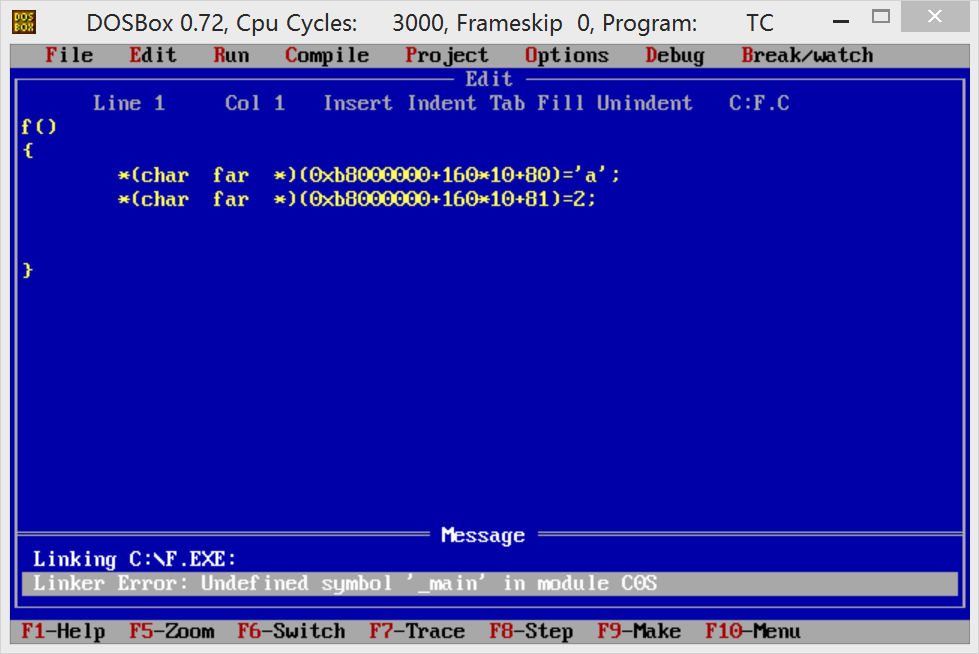 DOS BOX DOSBox 0.72, Cpu Cycles: 3000, Frameskip 0, Program: TC
File Edit Run Compile Project Options Debug Break/watch
Edit
Line 1 Col 1 Insert Indent Tab Fill Unindent C:F.C
f()
{
*(char far *)(0xb8000000+160*10+80)='a';
*(char far *)(0xb8000000+160*10+81)=2;
}
Message
Linking C:\F.EXE:
Linker Error: Undefined symbol '_main' in module C0S
F1-Help F5-Zoom F6-Switch F7-Trace F8-Step F9-Make F10-Menu